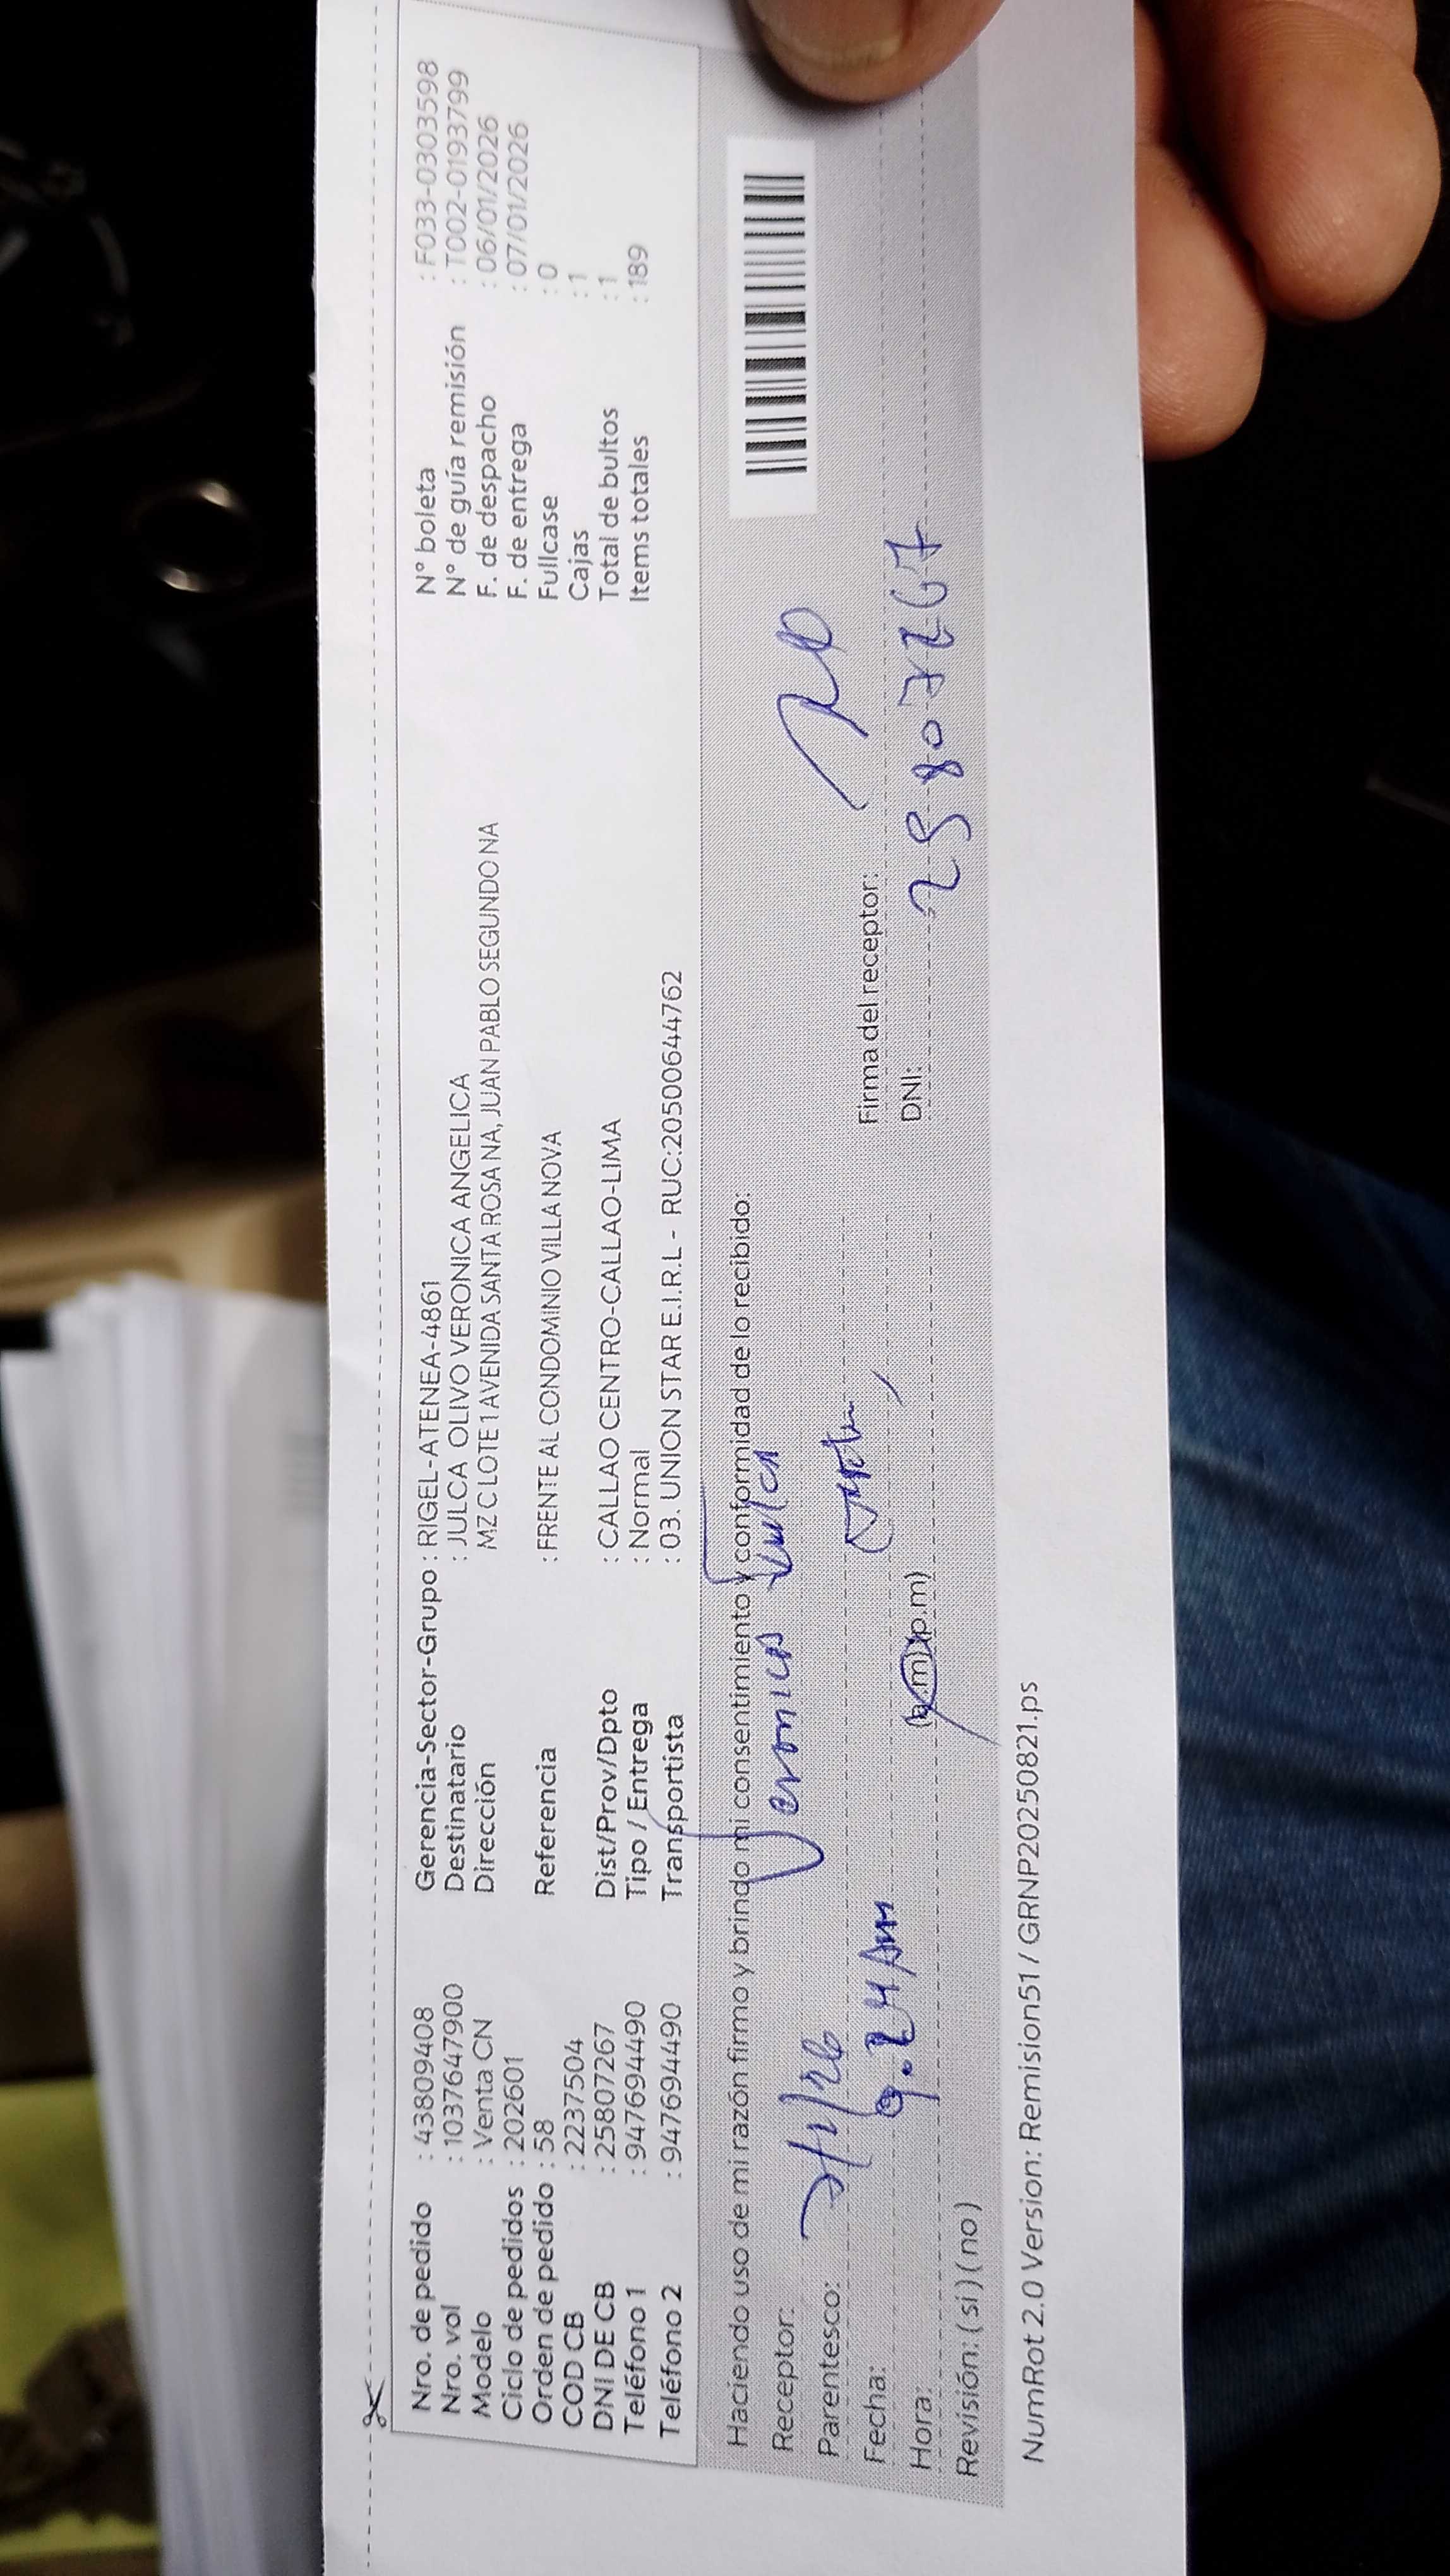 Nro. de pedido : 43809408 Gerencia-Sector-Grupo : RIGEL-ATENEA-4861 N° boleta : F033-0303598
Nro. vol : 1037647900 Destinatario : JULCA OLIVO VERONICA ANGELICA N° de guía remisión : T002-0193799
Modelo : Venta CN Dirección MZ C LOTE 1 AVENIDA SANTA ROSA NA, JUAN PABLO SEGUNDO NA F. de despacho : 06/01/2026
Ciclo de pedidos : 202601 F. de entrega : 07/01/2026
Orden de pedido : 58 Referencia : FRENTE AL CONDOMINIO VILLA NOVA Fullcase : 0
COD CB : 2237504 Cajas : 1
DNI DE CB : 25807267 Dist/Prov/Dpto : CALLAO CENTRO-CALLAO-LIMA Total de bultos : 1
Teléfono 1 : 947694490 Tipo / Entrega : Normal Items totales : 189
Teléfono 2 : 947694490 Transportista : 03. UNION STAR E.I.R.L - RUC:20500644762
Haciendo uso de mi razón firmo y brindo mi consentimiento y conformidad de lo recibido:
Receptor: Veronica Julca
Parentesco:
Fecha: 7/1/26 Firma del receptor:
Hora: 9.24 Am (a.m) (p.m) DNI: 25807267
Revisión: ( si ) ( no )
NumRot 2.0 Version: Remision51 / GRNP20250821.ps